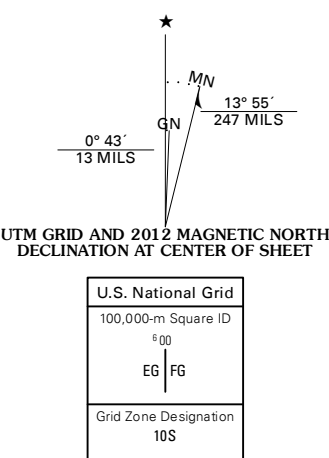 ★
MN
GN
13° 55´
247 MILS
0° 43´
13 MILS
UTM GRID AND 2012 MAGNETIC NORTH
DECLINATION AT CENTER OF SHEET
U.S. National Grid
100,000-m Square ID
⁶00
EG FG
Grid Zone Designation
10S